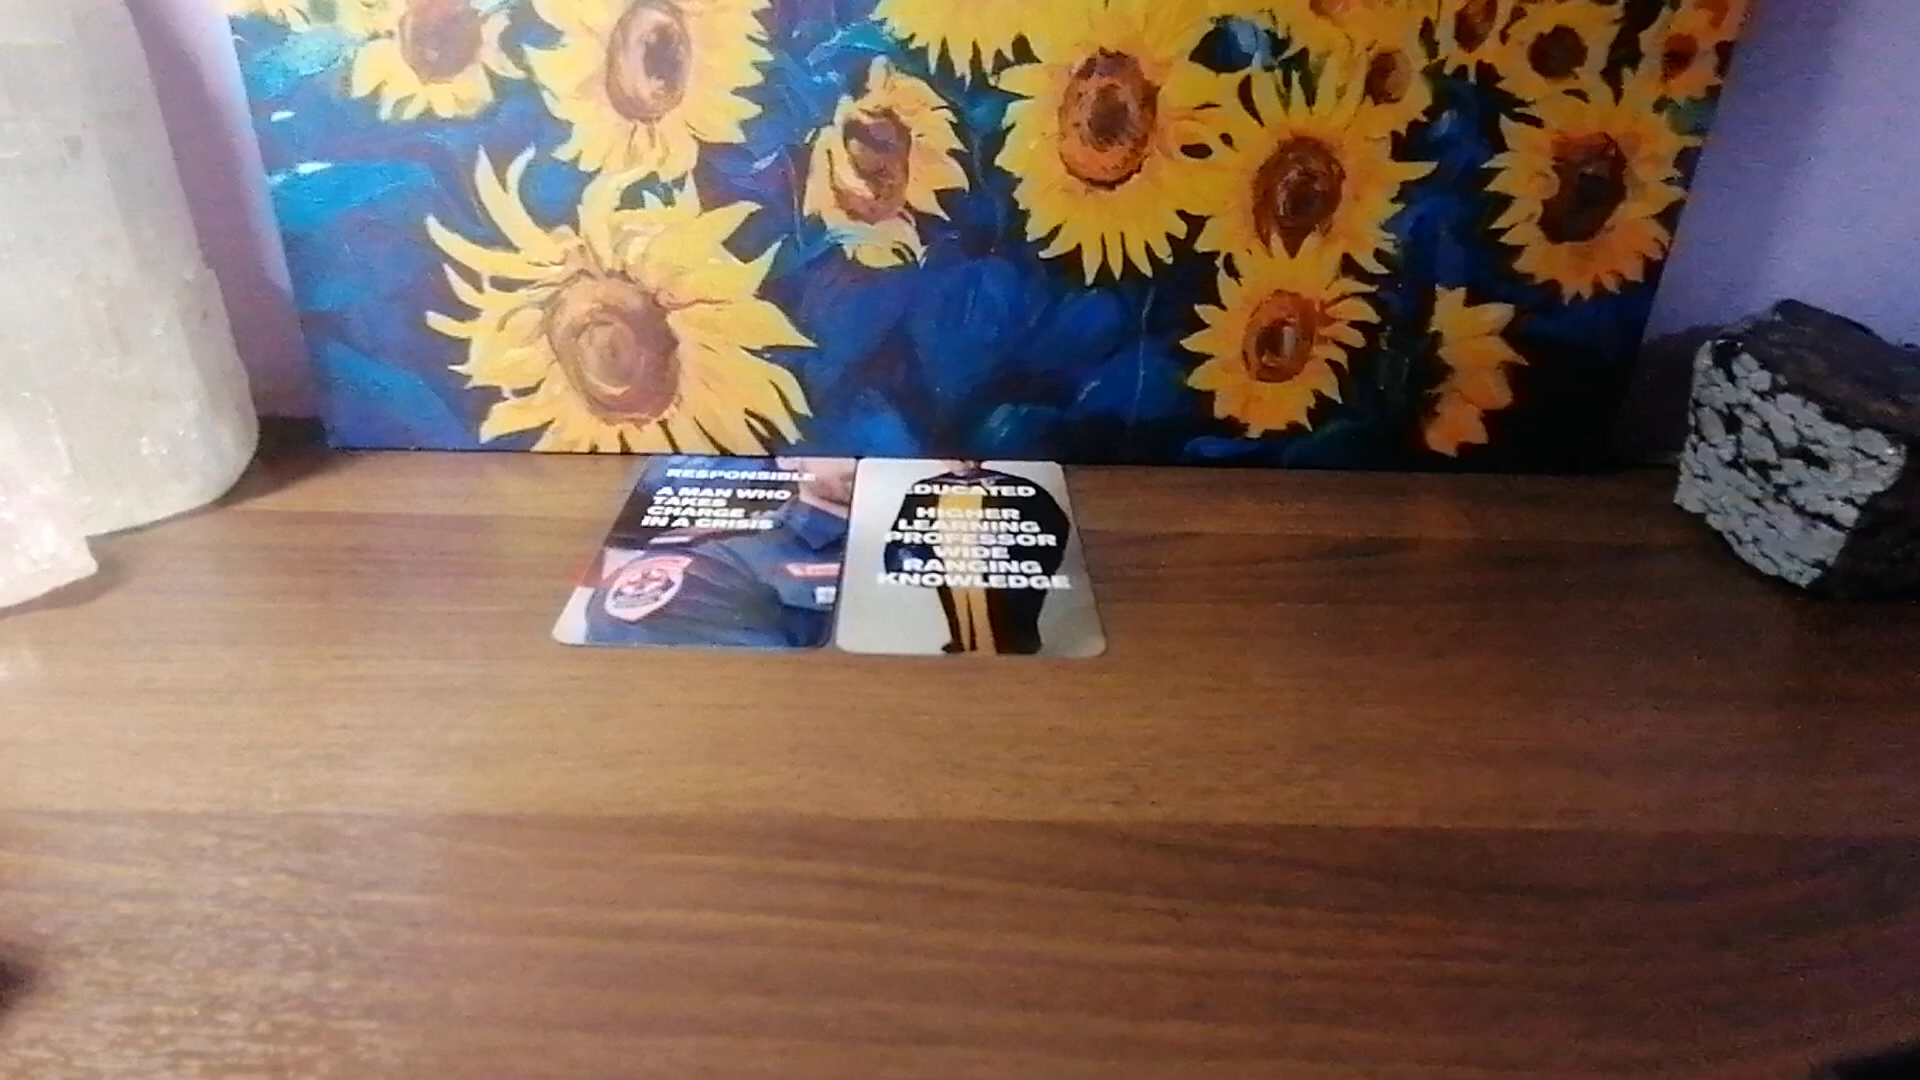 RESPONSIBLE
A MAN WHO
TAKES
CHARGE
IN A CRISIS
EDUCATED
HIGHER
LEARNING
PROFESSOR
WIDE
RANGING
KNOWLEDGE